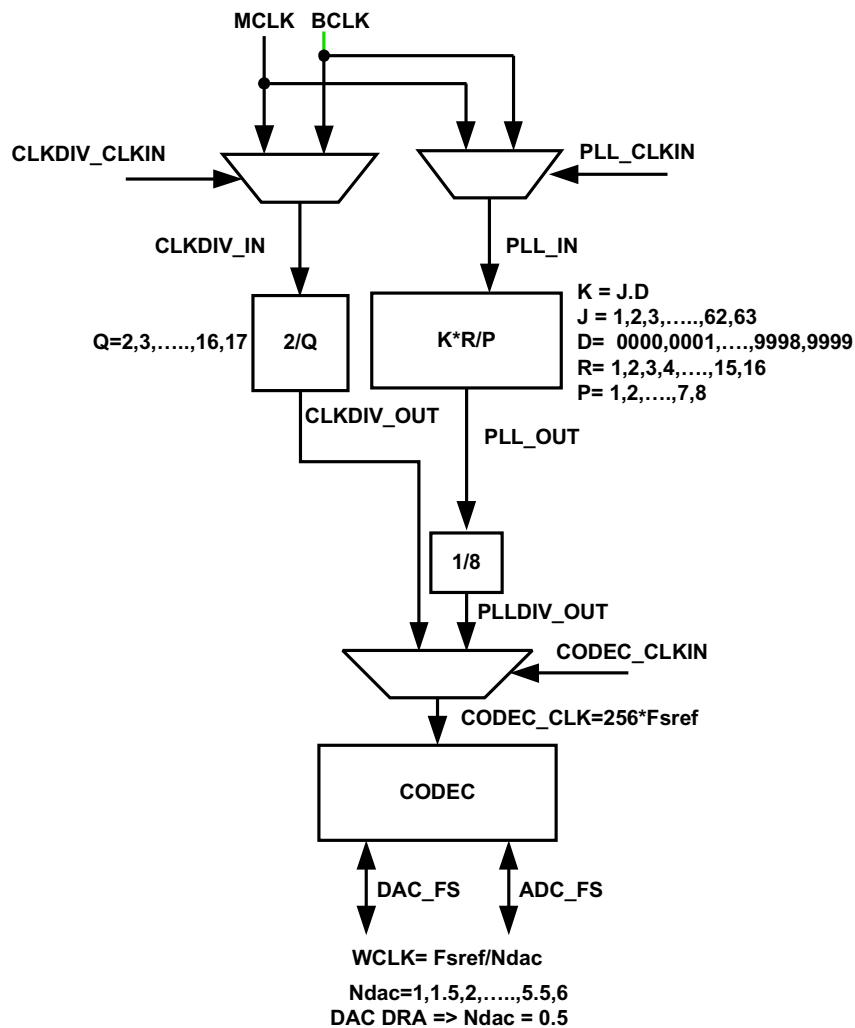 MCLK BCLK
CLKDIV_CLKIN
PLL_CLKIN
CLKDIV_IN
PLL_IN
Q=2,3,.....,16,17
2/Q
K*R/P
K = J.D
J = 1,2,3,.....,62,63
D= 0000,0001,....,9998,9999
R= 1,2,3,4,....,15,16
P= 1,2,....,7,8
CLKDIV_OUT
PLL_OUT
1/8
PLLDIV_OUT
CODEC_CLKIN
CODEC_CLK=256*Fsref
CODEC
DAC_FS
ADC_FS
WCLK= Fsref/Ndac
Ndac=1,1.5,2,.....,5.5,6
DAC DRA => Ndac = 0.5